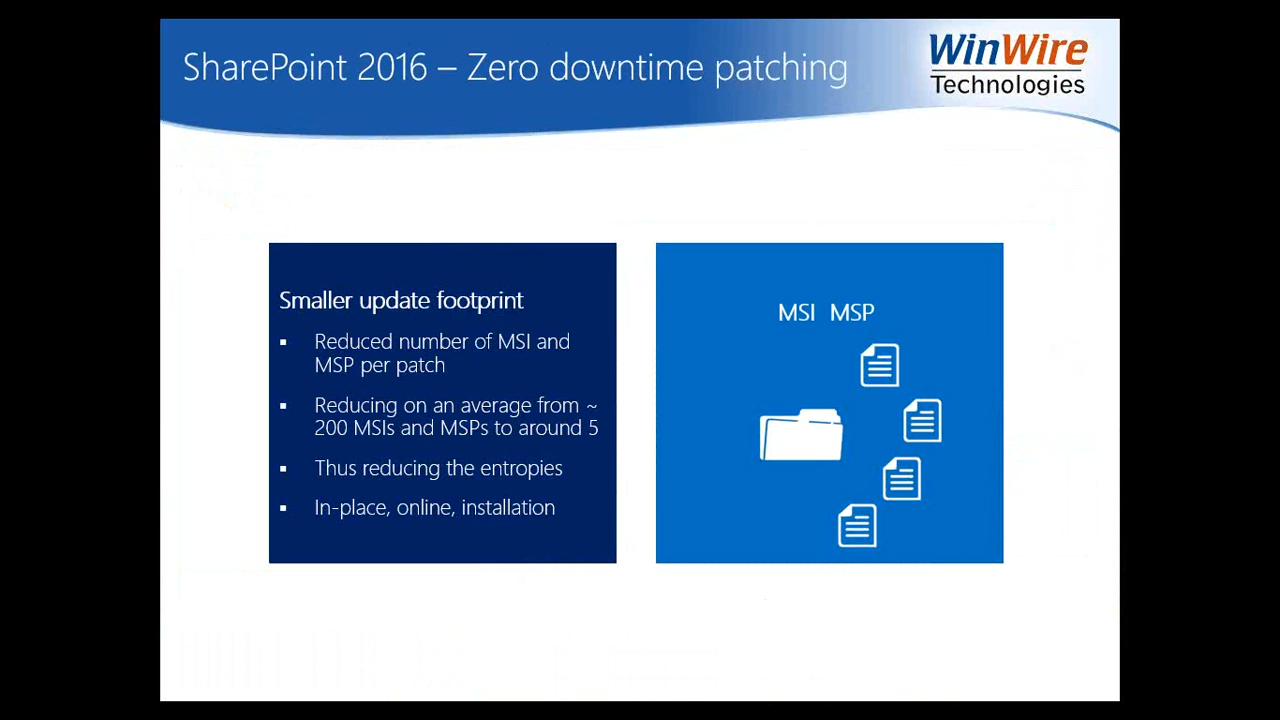 SharePoint 2016 – Zero downtime patching
WinWire
Technologies
Smaller update footprint
▪ Reduced number of MSI and
MSP per patch
▪ Reducing on an average from ~
200 MSIs and MSPs to around 5
▪ Thus reducing the entropies
▪ In-place, online, installation
MSI MSP